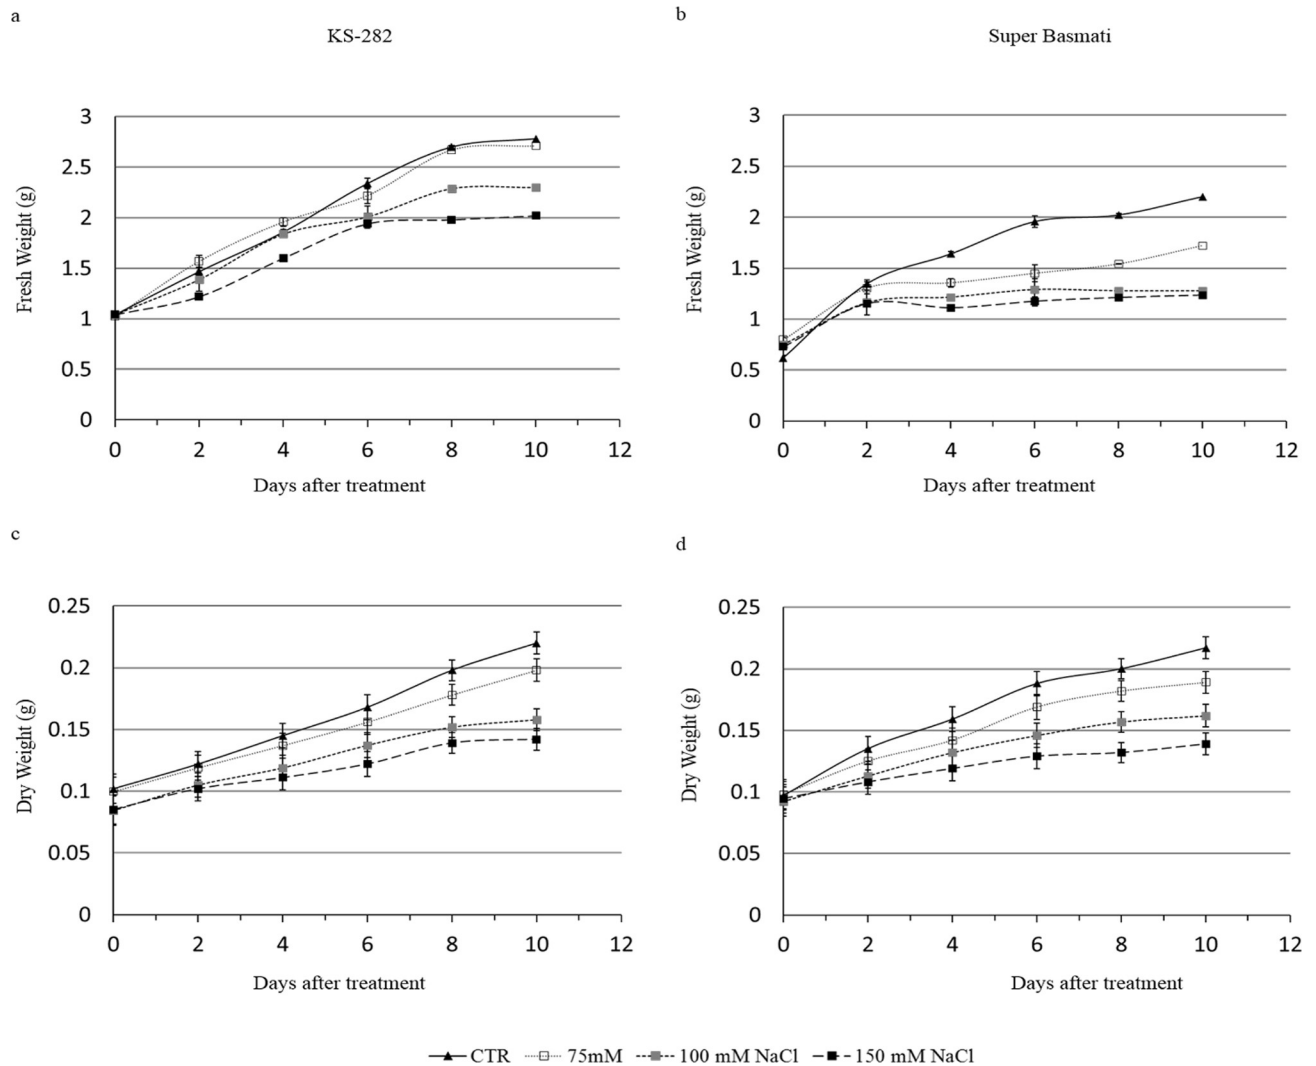 a
KS-282
b
Super Basmati
Fresh Weight (g)
3
2.5
2
1.5
1
0.5
0
0 2 4 6 8 10 12
Days after treatment
Fresh Weight (g)
3
2.5
2
1.5
1
0.5
0
0 2 4 6 8 10 12
Days after treatment
c
Dry Weight (g)
0.25
0.2
0.15
0.1
0.05
0
0 2 4 6 8 10 12
Days after treatment
d
Dry Weight (g)
0.25
0.2
0.15
0.1
0.05
0
0 2 4 6 8 10 12
Days after treatment
CTR 75mM 100 mM NaCl 150 mM NaCl